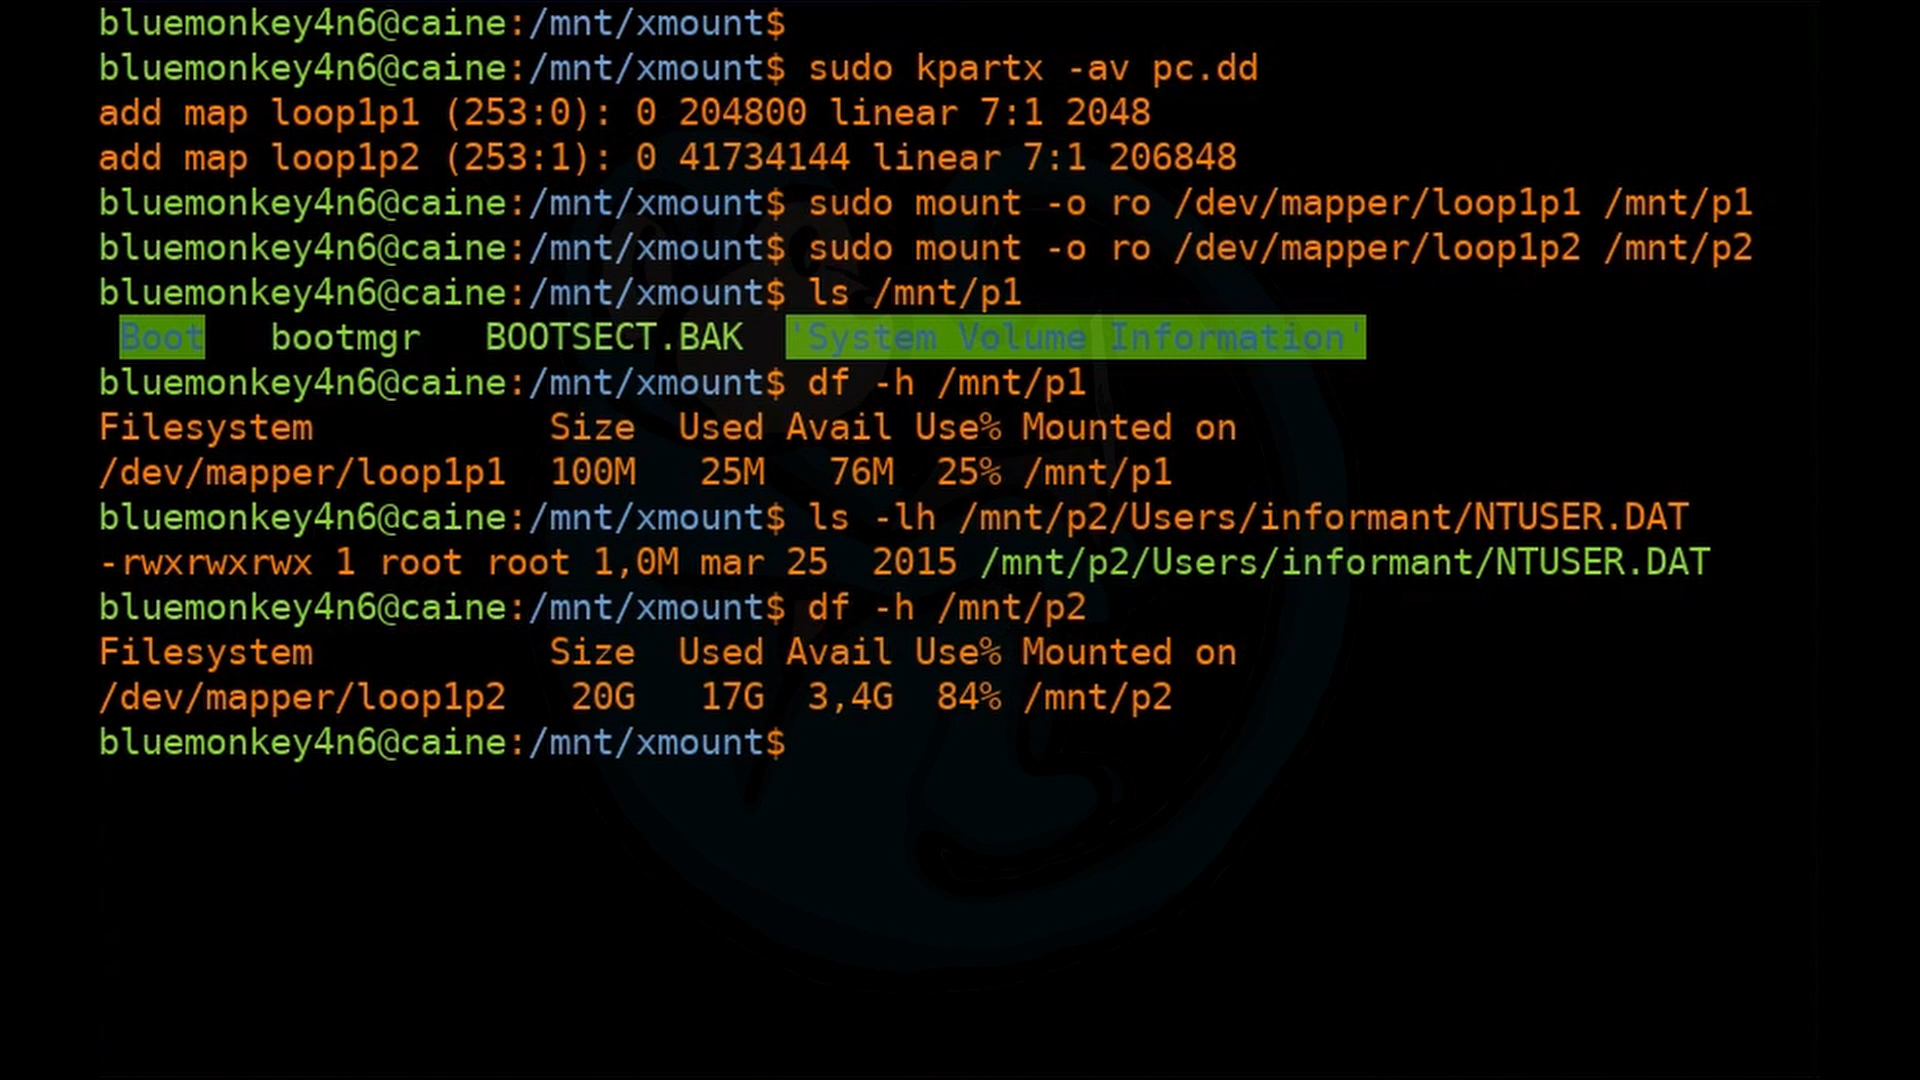 bluemonkey4n6@caine:/mnt/xmount$
bluemonkey4n6@caine:/mnt/xmount$ sudo kpartx -av pc.dd
add map loop1p1 (253:0): 0 204800 linear 7:1 2048
add map loop1p2 (253:1): 0 41734144 linear 7:1 206848
bluemonkey4n6@caine:/mnt/xmount$ sudo mount -o ro /dev/mapper/loop1p1 /mnt/p1
bluemonkey4n6@caine:/mnt/xmount$ sudo mount -o ro /dev/mapper/loop1p2 /mnt/p2
bluemonkey4n6@caine:/mnt/xmount$ ls /mnt/p1
 Boot   bootmgr   BOOTSECT.BAK  'System Volume Information'
bluemonkey4n6@caine:/mnt/xmount$ df -h /mnt/p1
Filesystem           Size  Used Avail Use% Mounted on
/dev/mapper/loop1p1  100M   25M   76M  25% /mnt/p1
bluemonkey4n6@caine:/mnt/xmount$ ls -lh /mnt/p2/Users/informant/NTUSER.DAT
-rwxrwxrwx 1 root root 1,0M mar 25  2015 /mnt/p2/Users/informant/NTUSER.DAT
bluemonkey4n6@caine:/mnt/xmount$ df -h /mnt/p2
Filesystem           Size  Used Avail Use% Mounted on
/dev/mapper/loop1p2   20G   17G  3,4G  84% /mnt/p2
bluemonkey4n6@caine:/mnt/xmount$